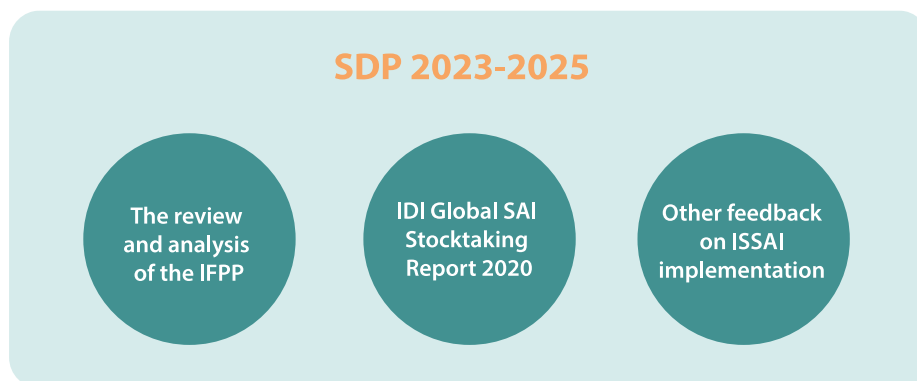 SDP 2023-2025
The review
and analysis
of the IFPP
IDI Global SAI
Stocktaking
Report 2020
Other feedback
on ISSAI
implementation